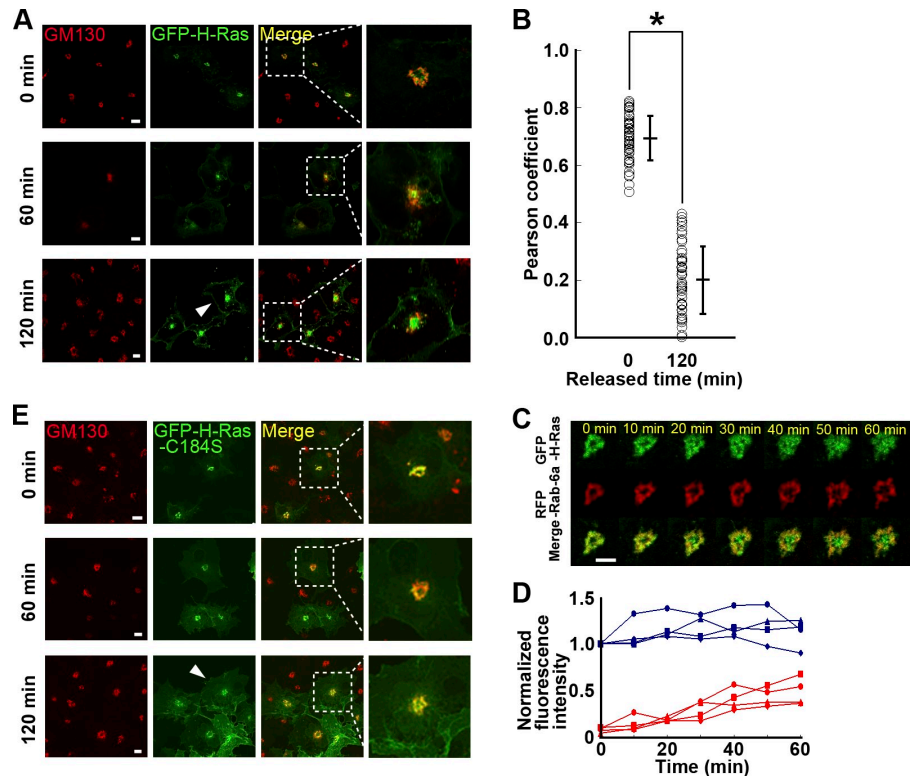 A
GM130
GFP-H-Ras
Merge
0 min
60 min
120 min
B
*
Pearson coefficient
1.0
0.8
0.6
0.4
0.2
0.0
0
120
Released time (min)
E
GM130
GFP-H-Ras
-C184S
Merge
0 min
60 min
120 min
C
0 min
10 min
20 min
30 min
40 min
50 min
60 min
GFP
-H-Ras
RFP
-Rab-6a
Merge
D
Normalized
fluorescence
intensity
1.5
1.0
0.5
0
0
20
40
60
Time (min)